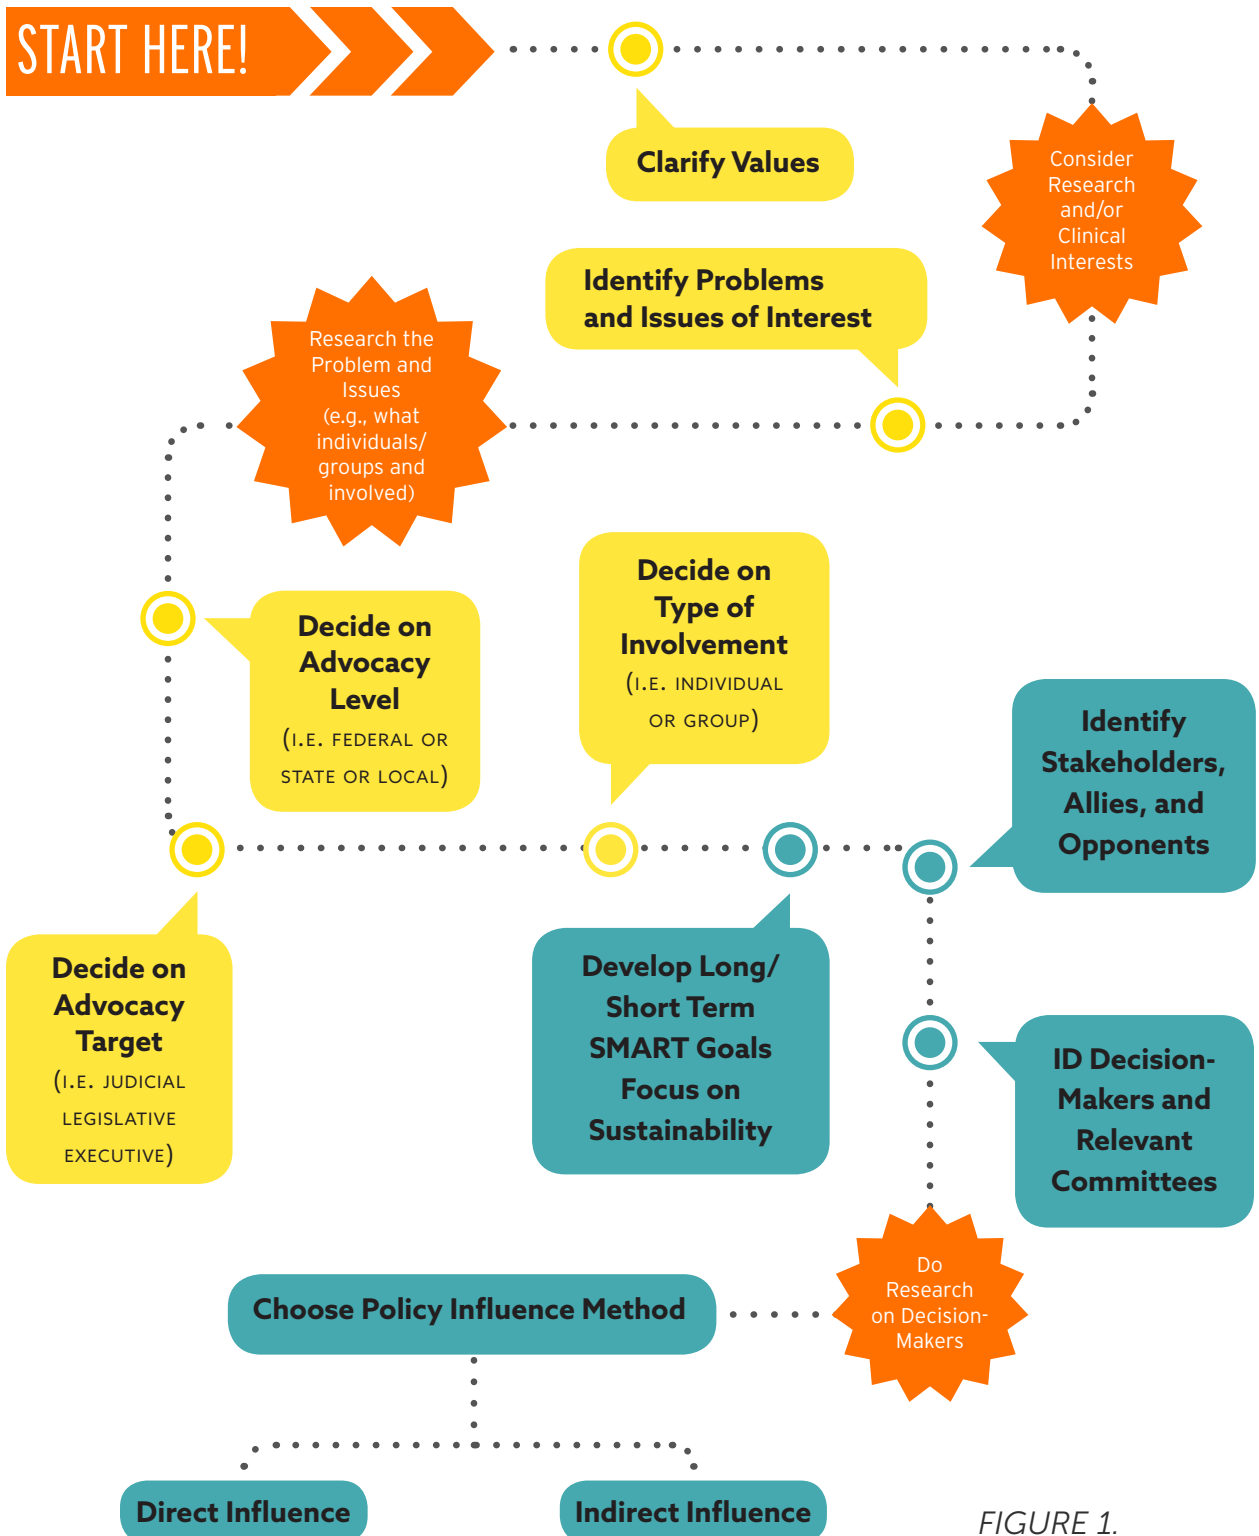 START HERE!
Clarify Values
Consider
Research
and/or
Clinical
Interests
Identify Problems
and Issues of Interest
Research the
Problem and
Issues
(e.g., what
individuals/
groups and
involved)
Decide on
Advocacy
Level
(I.E. FEDERAL OR
STATE OR LOCAL)
Decide on
Advocacy
Target
(I.E. JUDICIAL
LEGISLATIVE
EXECUTIVE)
Decide on
Type of
Involvement
(I.E. INDIVIDUAL
OR GROUP)
Develop Long/
Short Term
SMART Goals
Focus on
Sustainability
Identify
Stakeholders,
Allies, and
Opponents
ID Decision-
Makers and
Relevant
Committees
Do
Research
on Decision-
Makers
Choose Policy Influence Method
Direct Influence
Indirect Influence
FIGURE 1.